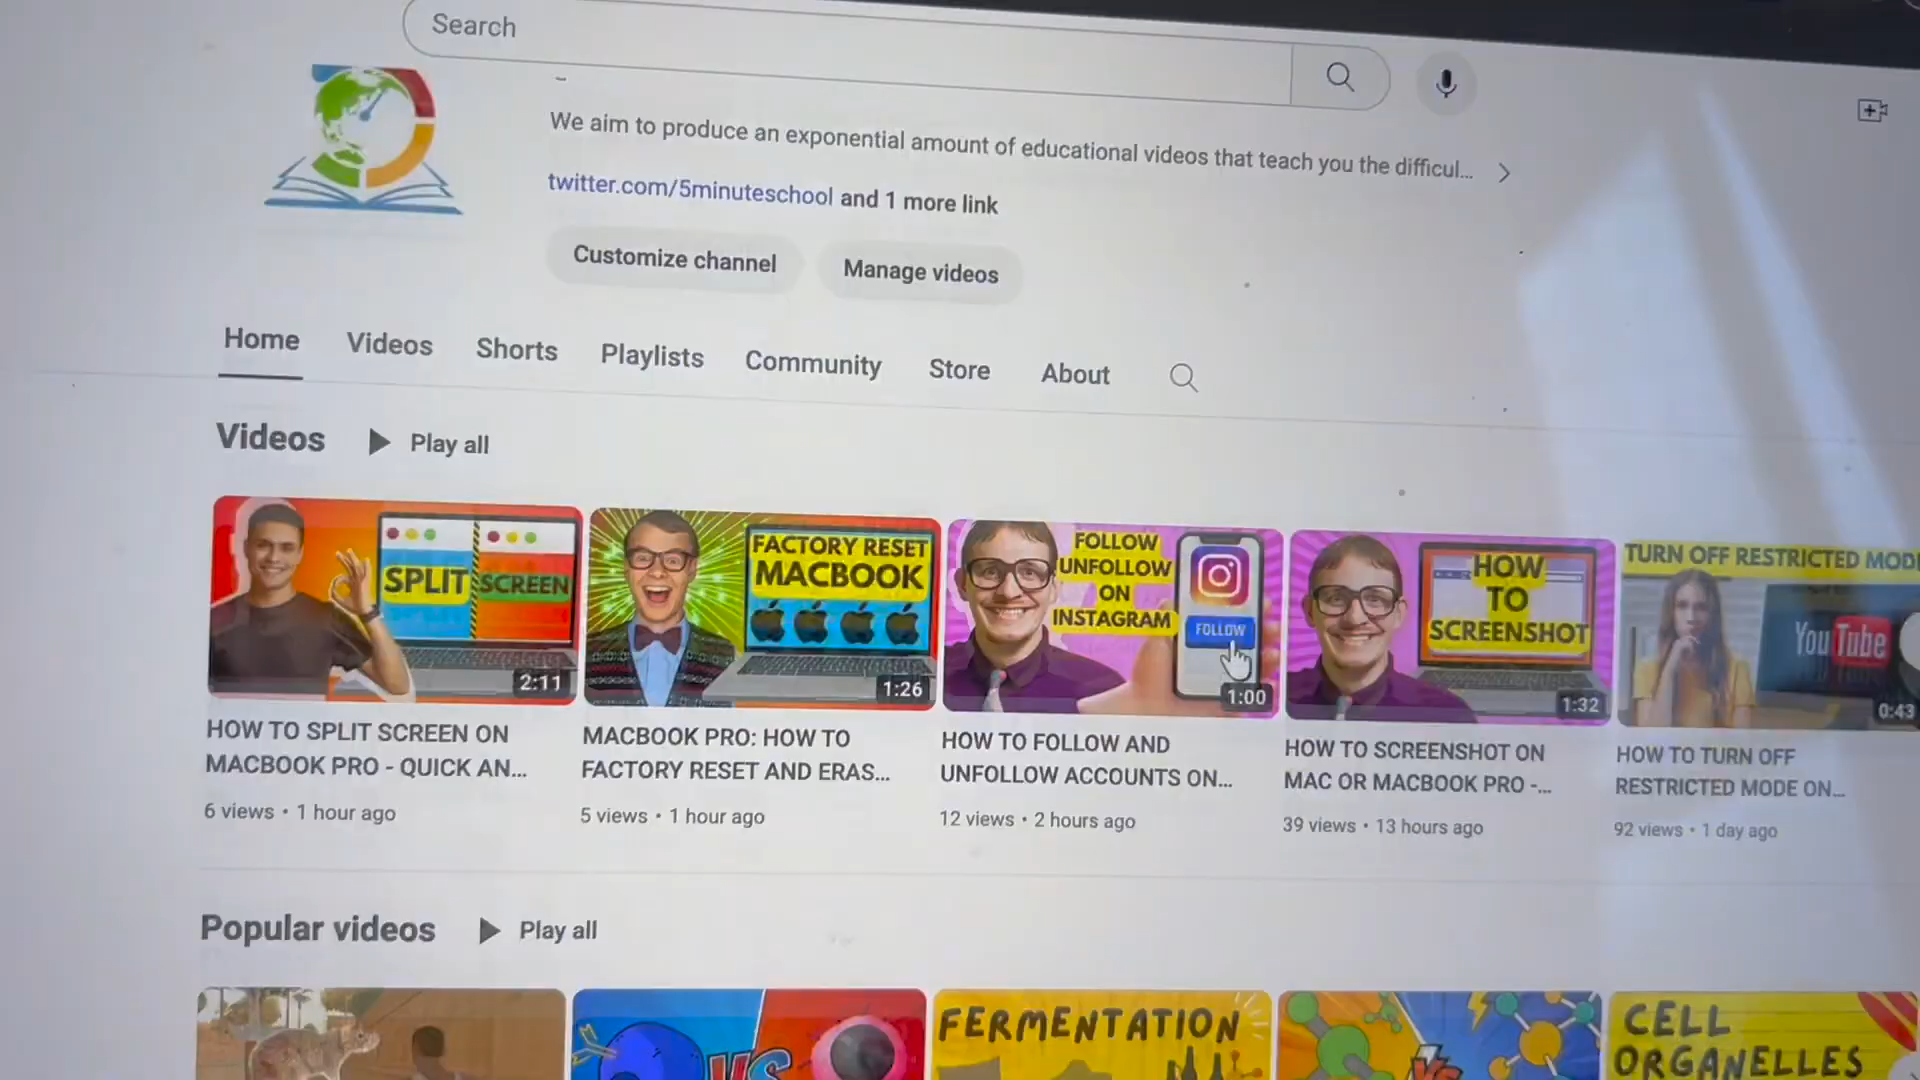 Search
We aim to produce an exponential amount of educational videos that teach you the difficul...
twitter.com/5minuteschool and 1 more link
Customize channel
Manage videos
Home
Videos
Shorts
Playlists
Community
Store
About
Videos
Play all
SPLIT SCREEN
2:11
FACTORY RESET
MACBOOK
1:26
FOLLOW
UNFOLLOW
ON
INSTAGRAM
FOLLOW
1:00
HOW
TO
SCREENSHOT
1:32
TURN OFF RESTRICTED MODE
YouTube
0:43
HOW TO SPLIT SCREEN ON
MACBOOK PRO - QUICK AN...
6 views • 1 hour ago
MACBOOK PRO: HOW TO
FACTORY RESET AND ERAS...
5 views • 1 hour ago
HOW TO FOLLOW AND
UNFOLLOW ACCOUNTS ON...
12 views • 2 hours ago
HOW TO SCREENSHOT ON
MAC OR MACBOOK PRO -...
39 views • 13 hours ago
HOW TO TURN OFF
RESTRICTED MODE ON...
92 views • 1 day ago
Popular videos
Play all
VS
FERMENTATION
VS
CELL
ORGANELLES